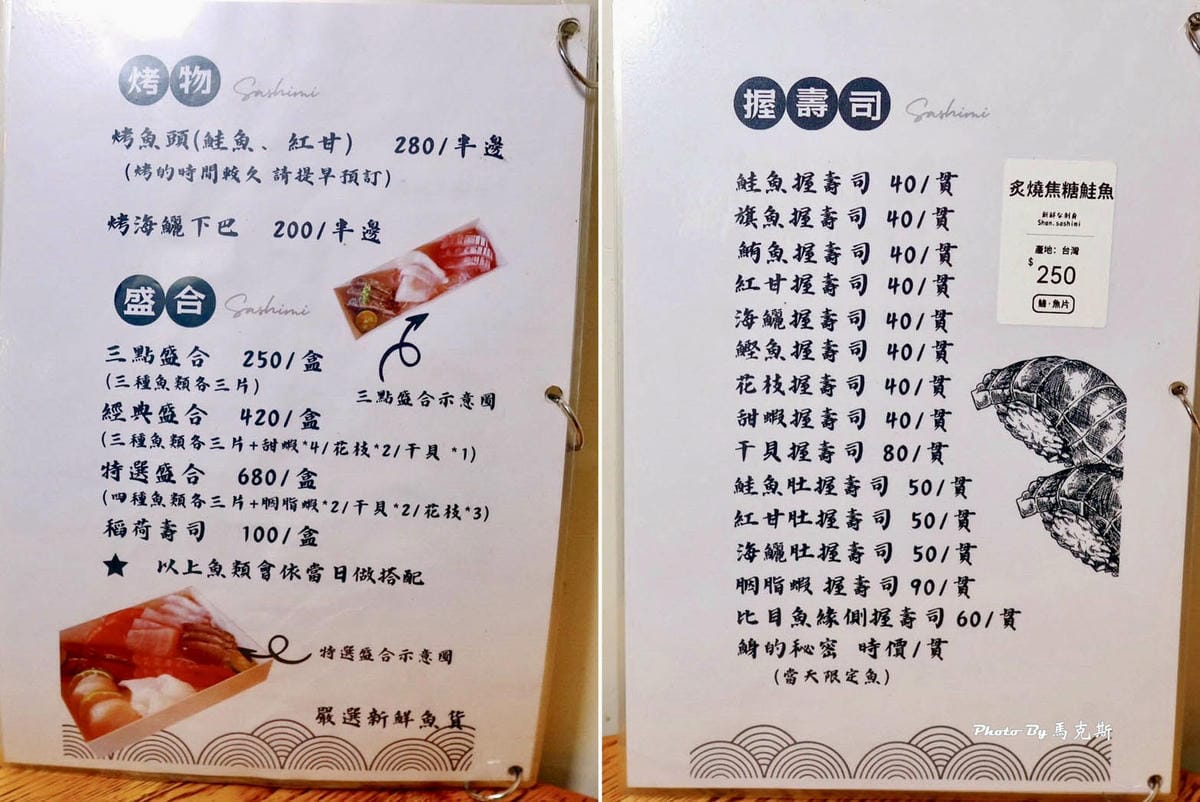 烤物 Sashimi
烤魚頭(鮭魚、紅甘) 280/半邊
(烤的時間較久 請提早預訂)
烤海鱺下巴 200/半邊
盛合 Sashimi
三點盛合 250/盒
(三種魚類各三片)
三點盛合示意圖
經典盛合 420/盒
(三種魚類各三片+甜蝦*4/花枝*2/干貝 *1)
特選盛合 680/盒
(四種魚類各三片+胭脂蝦*2/干貝*2/花枝*3)
稻荷壽司 100/盒
★ 以上魚類會依當日做搭配
特選盛合示意圖
嚴選新鮮魚貨
握壽司 Sashimi
鮭魚握壽司 40/貫
旗魚握壽司 40/貫
鮪魚握壽司 40/貫
紅甘握壽司 40/貫
海鱺握壽司 40/貫
鰹魚握壽司 40/貫
花枝握壽司 40/貫
甜蝦握壽司 40/貫
干貝握壽司 80/貫
鮭魚肚握壽司 50/貫
紅甘肚握壽司 50/貫
海鱺肚握壽司 50/貫
胭脂蝦 握壽司 90/貫
比目魚緣側握壽司 60/貫
鯓的秘密 時價/貫
(當天限定魚)
炙燒焦糖鮭魚
Shen.sashimi
產地: 台灣
$250
魚片
Photo By 馬克斯